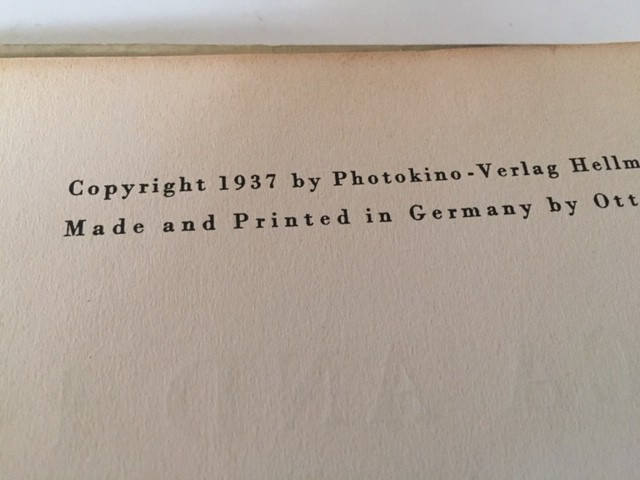 Copyright 1937 by Photokino-Verlag Hellm
Made and Printed in Germany by Ott